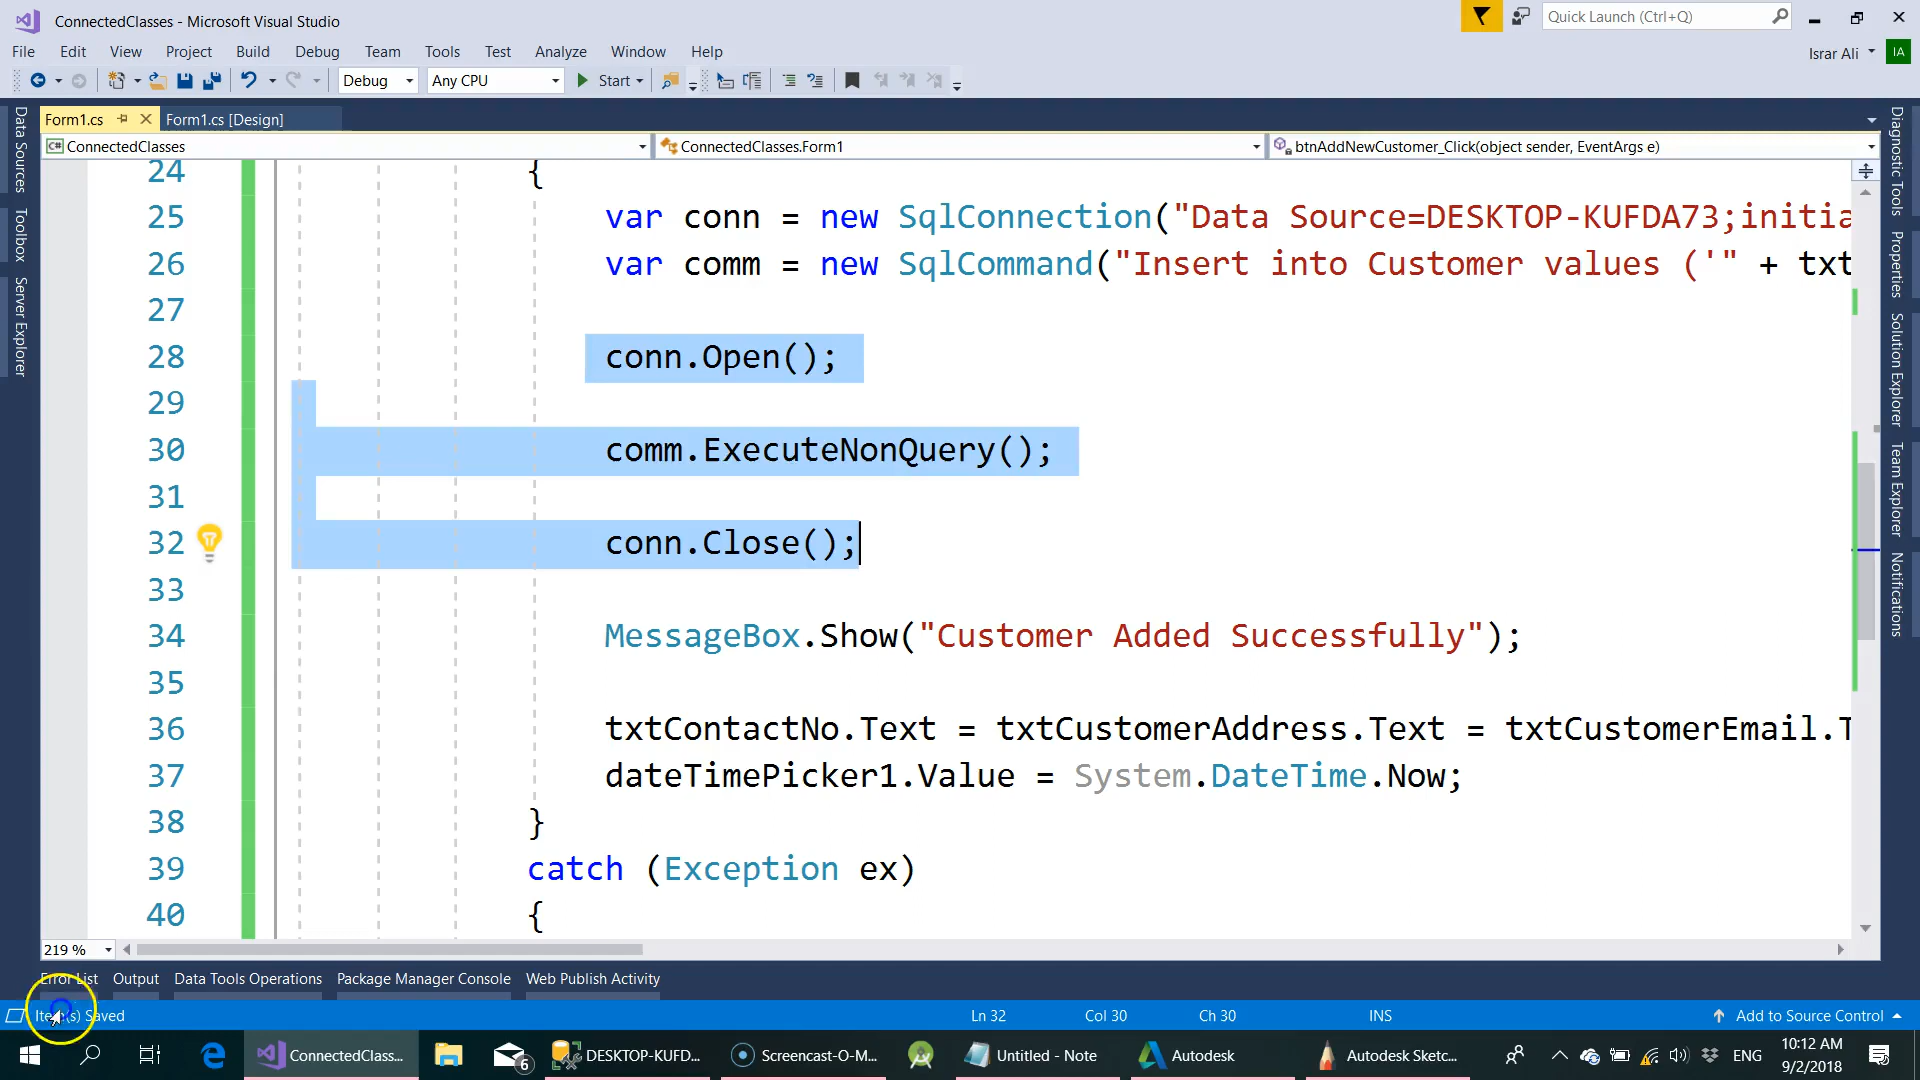 ConnectedClasses - Microsoft Visual Studio
Quick Launch (Ctrl+Q)
File Edit View Project Build Debug Team Tools Test Analyze Window Help
Israr Ali IA
Debug Any CPU Start
Form1.cs Form1.cs [Design]
ConnectedClasses ConnectedClasses.Form1 btnAddNewCustomer_Click(object sender, EventArgs e)
Data Sources
Toolbox
Server Explorer
24 {
25 var conn = new SqlConnection("Data Source=DESKTOP-KUFDA73;initia
26 var comm = new SqlCommand("Insert into Customer values ('" + txt
27
28 conn.Open();
29
30 comm.ExecuteNonQuery();
31
32 conn.Close();
33
34 MessageBox.Show("Customer Added Successfully");
35
36 txtContactNo.Text = txtCustomerAddress.Text = txtCustomerEmail.T
37 dateTimePicker1.Value = System.DateTime.Now;
38 }
39 catch (Exception ex)
40 {
Diagnostic Tools
Properties
Solution Explorer
Team Explorer
Notifications
219 %
Error List Output Data Tools Operations Package Manager Console Web Publish Activity
Item(s) Saved Ln 32 Col 30 Ch 30 INS Add to Source Control
ConnectedClass... 6 DESKTOP-KUFD... Screencast-O-M... Untitled - Note Autodesk Autodesk Sketc... ENG 10:12 AM
9/2/2018